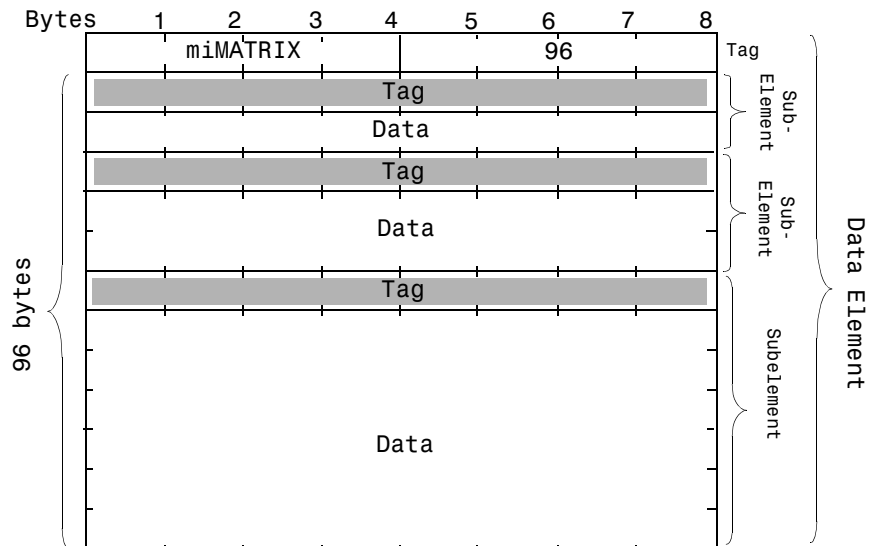 Bytes 1 2 3 4 5 6 7 8
miMATRIX 96 Tag
Tag
Data
Sub-
Element
Tag
Data
Sub-
Element
Tag
Data
Subelement
96 bytes
Data Element